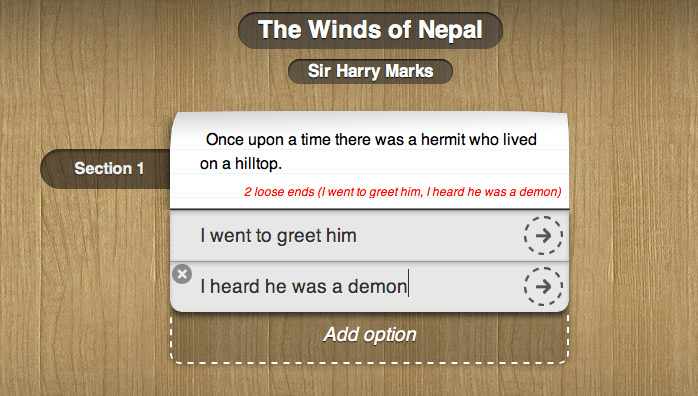 The Winds of Nepal
Sir Harry Marks
Section 1
Once upon a time there was a hermit who lived
on a hilltop.
2 loose ends (I went to greet him, I heard he was a demon)
I went to greet him
I heard he was a demon
Add option